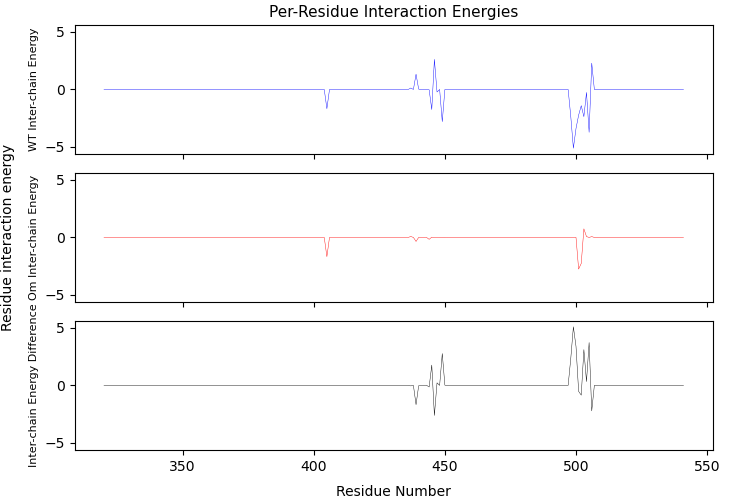 Per-Residue Interaction Energies
Residue interaction energy
WT Inter-chain Energy
5
0
−5
Om Inter-chain Energy
5
0
−5
Inter-chain Energy Difference
5
0
−5
350
400
450
500
550
Residue Number